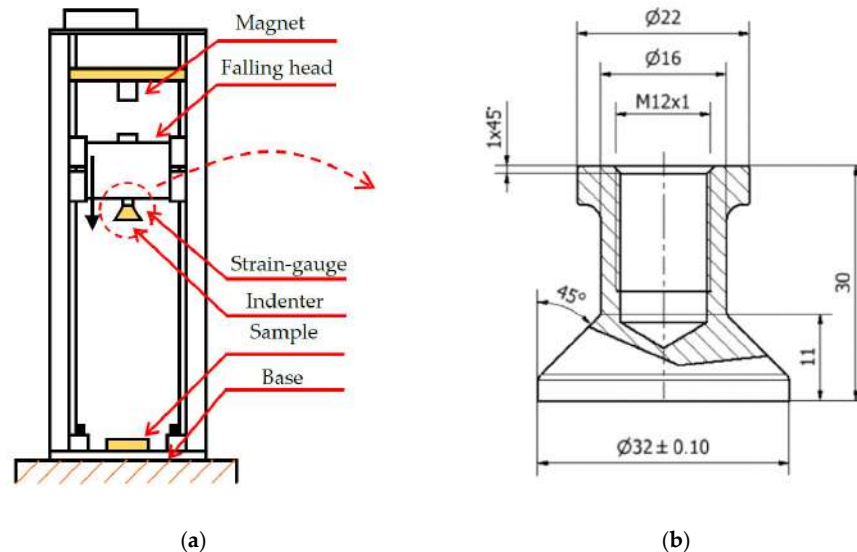 Magnet
Falling head
Strain-gauge
Indenter
Sample
Base
(a)
Ø22
Ø16
M12x1
1x45°
45°
30
11
Ø32 ± 0.10
(b)